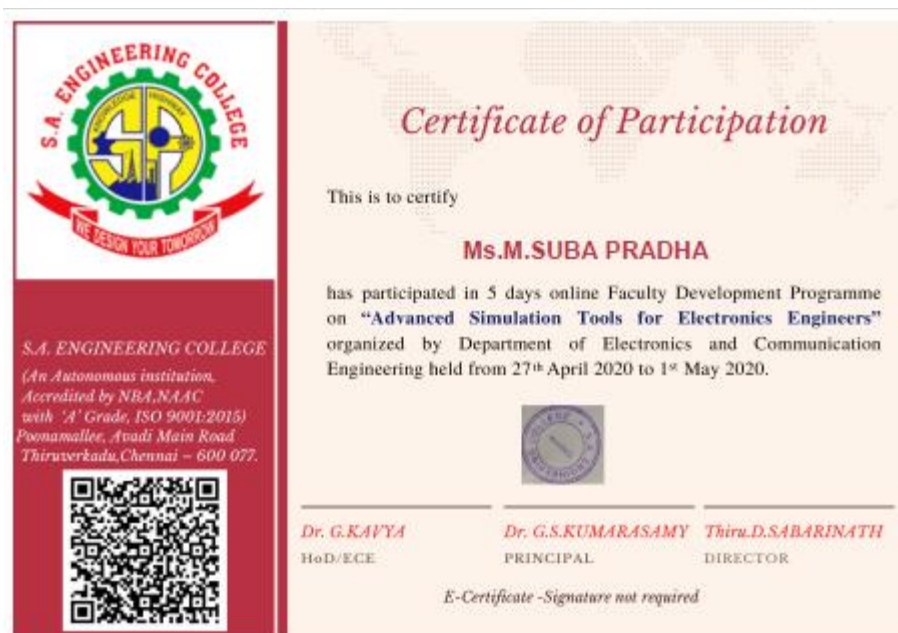 S.A. ENGINEERING COLLEGE
KNOWLEDGE
WE DESIGN YOUR TOMORROW
S.A. ENGINEERING COLLEGE
(An Autonomous institution,
Accredited by NBA,NAAC
with 'A' Grade, ISO 9001:2015)
Poonamallee, Avadi Main Road
Thiruverkadu,Chennai – 600 077.
Certificate of Participation
This is to certify
Ms.M.SUBA PRADHA
has participated in 5 days online Faculty Development Programme
on “Advanced Simulation Tools for Electronics Engineers”
organized by Department of Electronics and Communication
Engineering held from 27th April 2020 to 1st May 2020.
Dr. G.KAVYA
HoD/ECE
Dr. G.S.KUMARASAMY
PRINCIPAL
Thiru.D.SABARINATH
DIRECTOR
E-Certificate -Signature not required